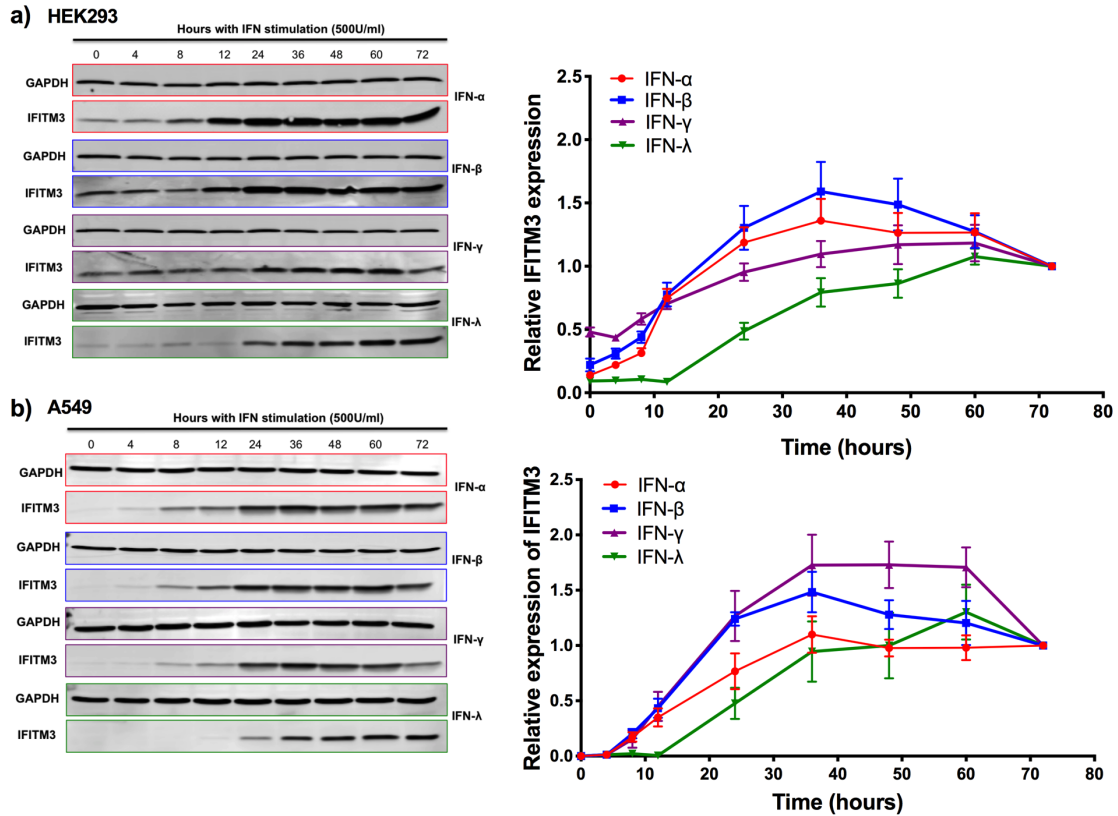 a) HEK293
Hours with IFN stimulation (500U/ml)
0 4 8 12 24 36 48 60 72
GAPDH
IFN-α
IFITM3
GAPDH
IFN-β
IFITM3
GAPDH
IFN-γ
IFITM3
GAPDH
IFN-λ
IFITM3
Relative IFITM3 expression
2.5
2.0
1.5
1.0
0.5
0.0
IFN-α
IFN-β
IFN-γ
IFN-λ
0 10 20 30 40 50 60 70 80
Time (hours)
b) A549
Hours with IFN stimulation (500U/ml)
0 4 8 12 24 36 48 60 72
GAPDH
IFN-α
IFITM3
GAPDH
IFN-β
IFITM3
GAPDH
IFN-γ
IFITM3
GAPDH
IFN-λ
IFITM3
Relative expression of IFITM3
2.5
2.0
1.5
1.0
0.5
0.0
IFN-α
IFN-β
IFN-γ
IFN-λ
0 10 20 30 40 50 60 70 80
Time (hours)